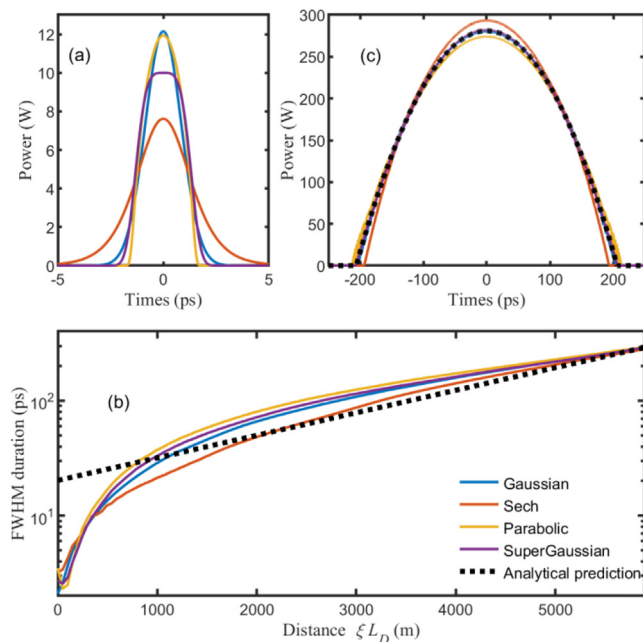 (a)
Power (W)
12
10
8
6
4
2
0
-5
0
5
Times (ps)
(c)
Power (W)
300
250
200
150
100
50
0
-200
-100
0
100
200
Times (ps)
(b)
FWHM duration (ps)
10²
10¹
0
1000
2000
3000
4000
5000
Distance ξL_D (m)
Gaussian
Sech
Parabolic
SuperGaussian
Analytical prediction